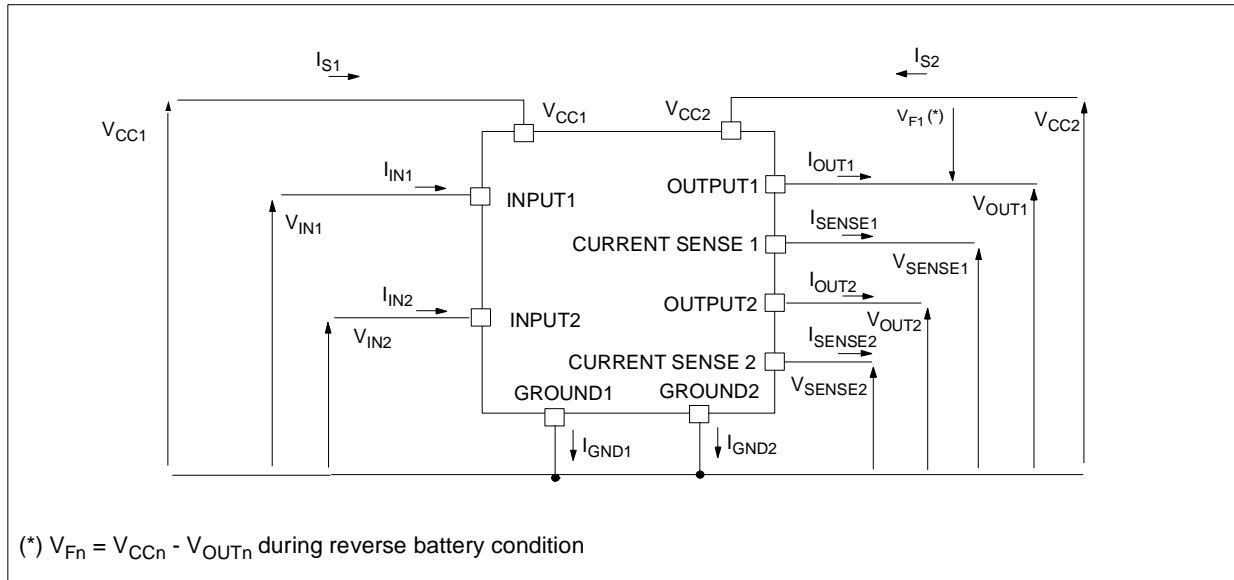 I_S1
I_S2
V_CC1
V_CC1
V_CC2
V_F1 (*)
V_CC2
I_IN1
I_OUT1
INPUT1
OUTPUT1
V_IN1
V_OUT1
I_SENSE1
CURRENT SENSE 1
V_SENSE1
I_IN2
I_OUT2
INPUT2
OUTPUT2
V_IN2
V_OUT2
I_SENSE2
CURRENT SENSE 2
V_SENSE2
GROUND1
GROUND2
I_GND1
I_GND2
(*) V_Fn = V_CCn - V_OUTn during reverse battery condition